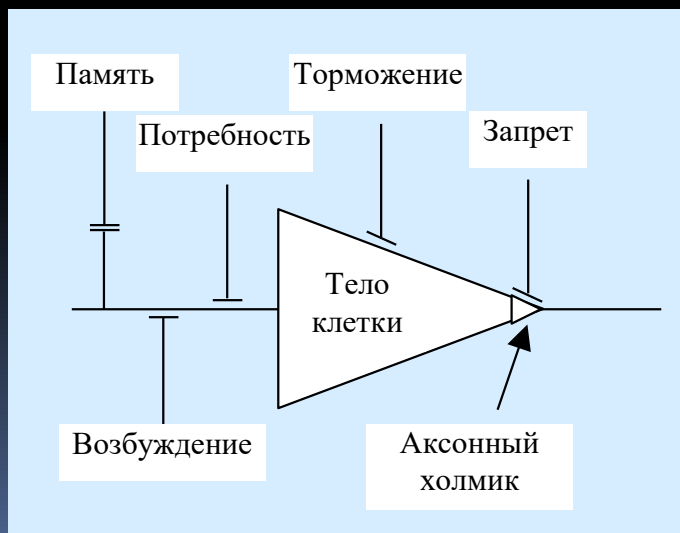 Память
Торможение
Потребность
Запрет
Тело
клетки
Возбуждение
Аксонный
холмик